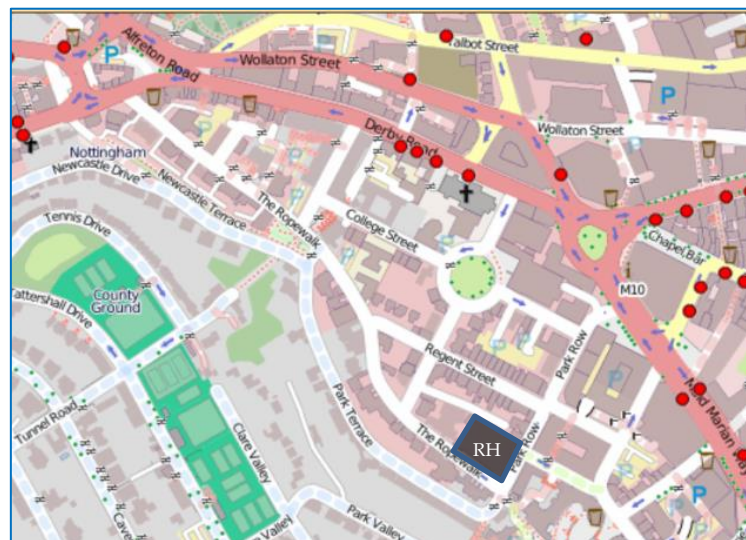 Talbot Street
Alfreton Road
Wollaton Street
P
P
Derby Road
Wollaton Street
Nottingham
Newcastle Drive
Newcastle Terrace
The Ropewalk
College Street
Tennis Drive
Chapel Bar
County
Ground
M10
Tattershall Drive
Regent Street
Park Row
Maid Marian Way
Tunnel Road
Park Terrace
The Ropewalk
RH
Park Row
Clare Valley
P
Park Valley